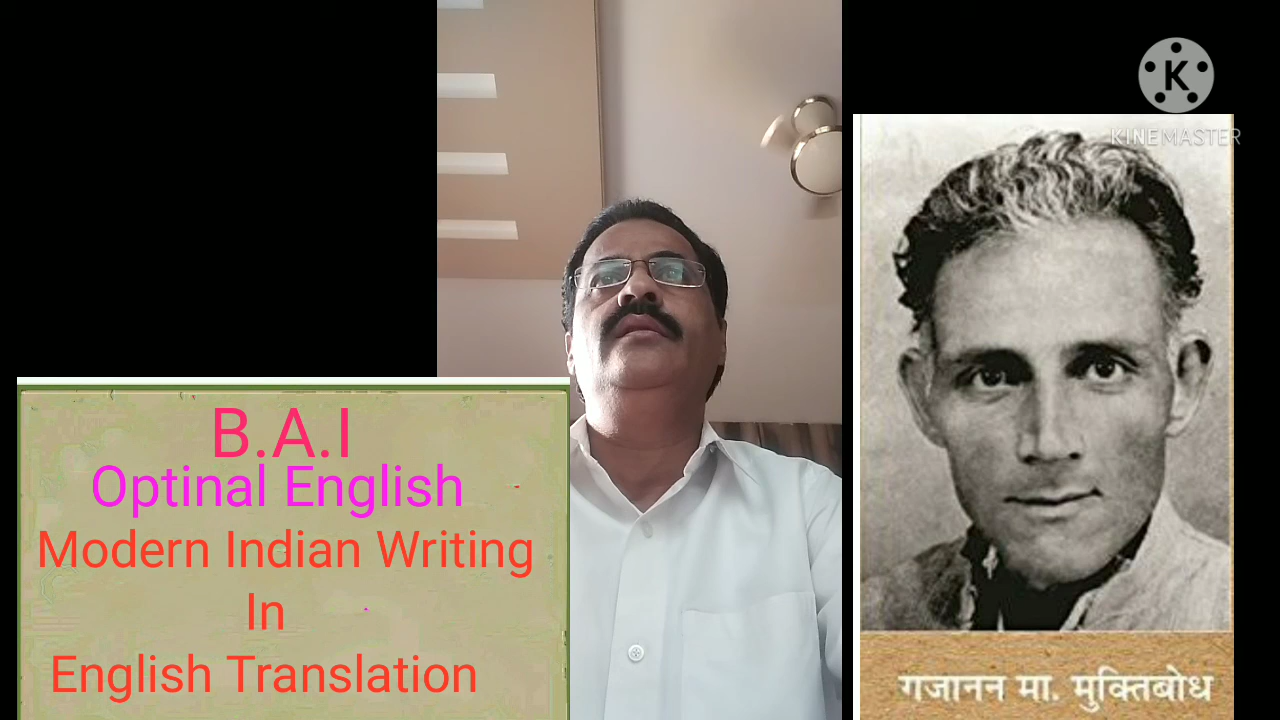 B.A.I
Optinal English
Modern Indian Writing
In
English Translation
K
KINEMASTER
गजानन मा. मुक्तिबोध